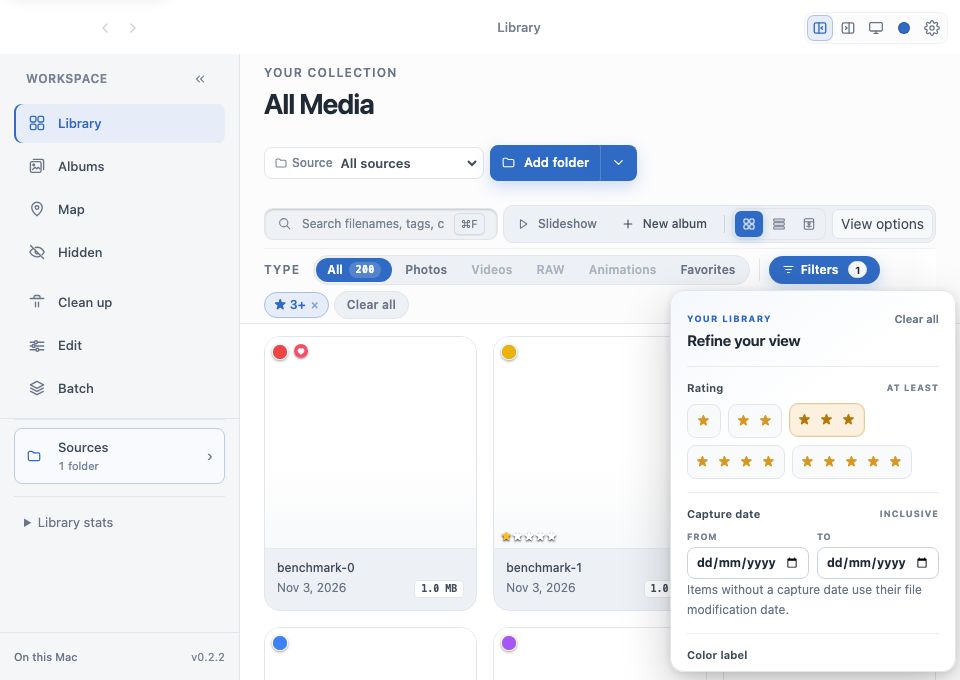 Library
WORKSPACE
Library
Albums
Map
Hidden
Clean up
Edit
Batch
Sources
1 folder
Library stats
On this Mac
v0.2.2
YOUR COLLECTION
All Media
Source All sources
Add folder
Search filenames, tags, c ⌘F
Slideshow
New album
View options
TYPE
All 200
Photos
Videos
RAW
Animations
Favorites
Filters 1
★ 3+ ×
Clear all
benchmark-0
Nov 3, 2026
1.0 MB
benchmark-1
Nov 3, 2026
1.0
YOUR LIBRARY
Clear all
Refine your view
Rating
AT LEAST
Capture date
INCLUSIVE
FROM
TO
dd/mm/yyyy
dd/mm/yyyy
Items without a capture date use their file
modification date.
Color label